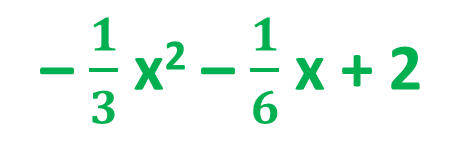 − 1/3 x² − 1/6 x + 2